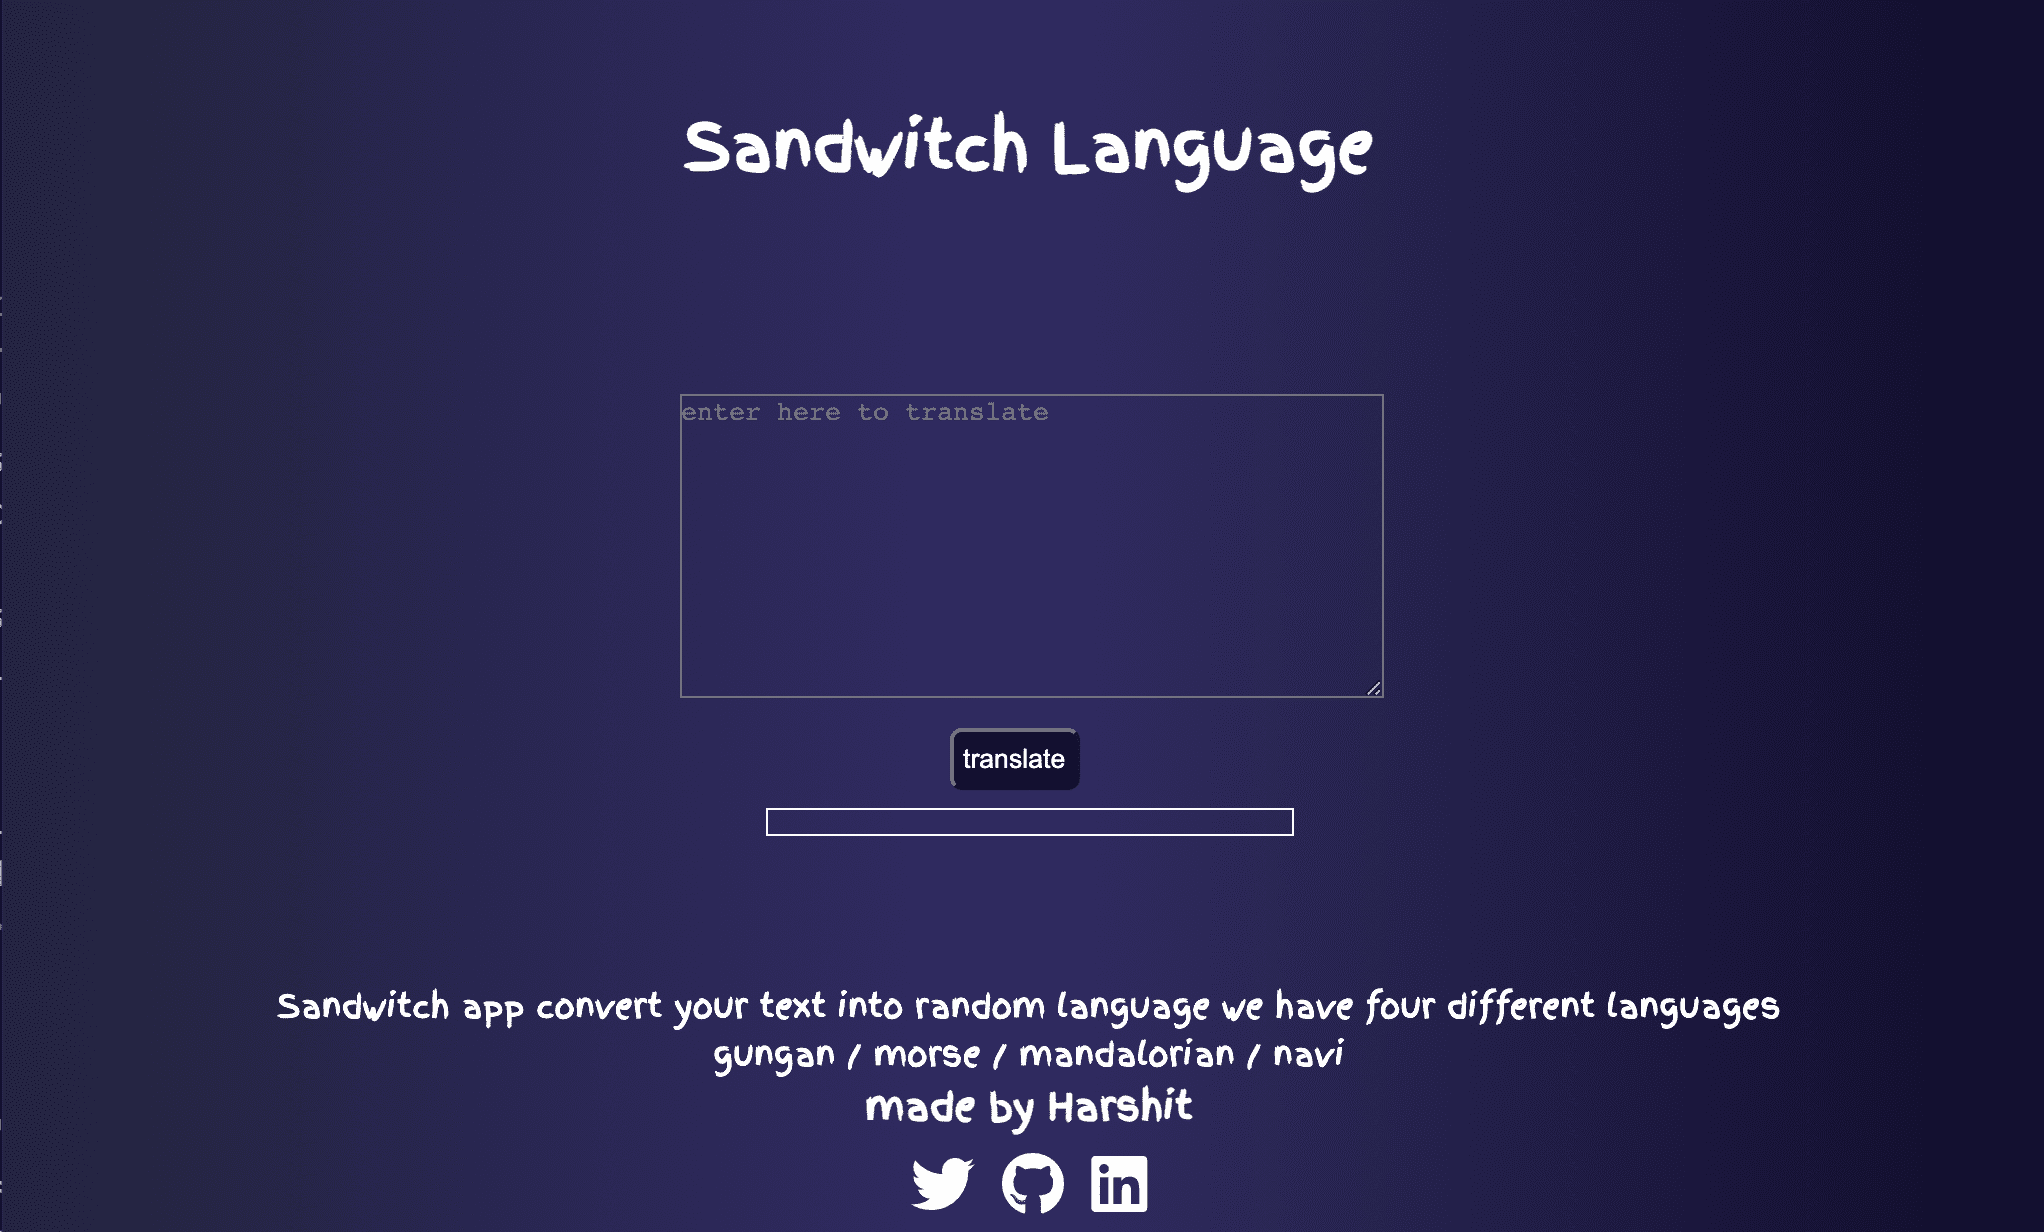 Sandwitch Language
enter here to translate
translate
Sandwitch app convert your text into random language we have four different languages
gungan / morse / mandalorian / navi
made by Harshit
in